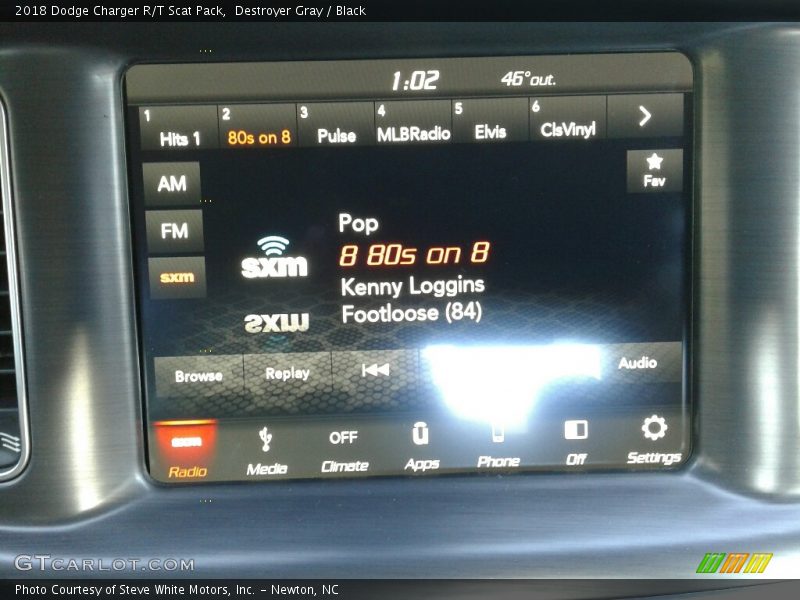 2018 Dodge Charger R/T Scat Pack,  Destroyer Gray / Black
1:02 46° out.
1 2 3 4 5 6
Hits 1 80s on 8 Pulse MLBRadio Elvis ClsVinyl
AM
Fav
FM
sxm
Pop
8 80s on 8
Kenny Loggins
Footloose (84)
sxm
Browse Replay Audio
sxm OFF
Radio Media Climate Apps Phone Off Settings
GTCARLOT.COM
Photo Courtesy of Steve White Motors, Inc. – Newton, NC